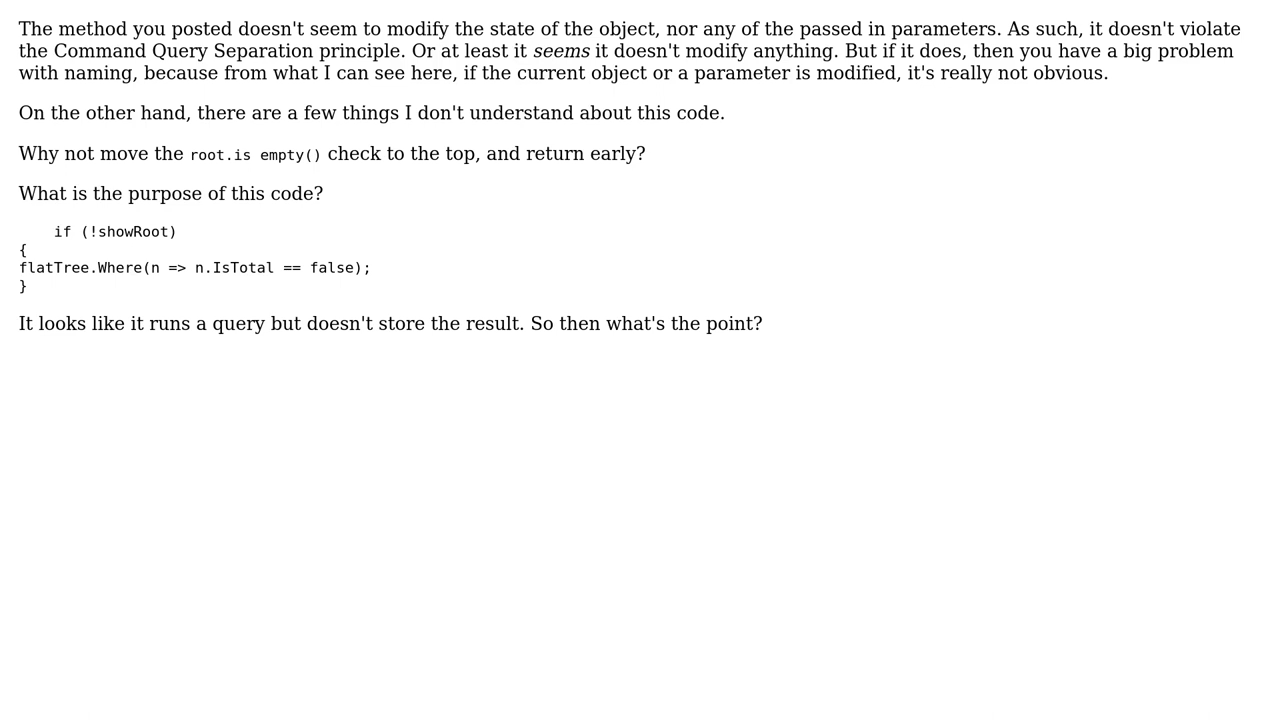 The method you posted doesn't seem to modify the state of the object, nor any of the passed in parameters. As such, it doesn't violate
the Command Query Separation principle. Or at least it seems it doesn't modify anything. But if it does, then you have a big problem
with naming, because from what I can see here, if the current object or a parameter is modified, it's really not obvious.
On the other hand, there are a few things I don't understand about this code.
Why not move the root.is empty() check to the top, and return early?
What is the purpose of this code?
    if (!showRoot)
{
flatTree.Where(n => n.IsTotal == false);
}
It looks like it runs a query but doesn't store the result. So then what's the point?